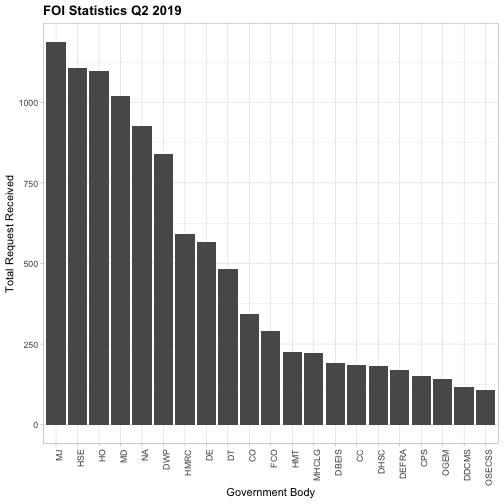 FOI Statistics Q2 2019
Total Request Received
1000
750
500
250
0
MJ
HSE
HO
MD
NA
DWP
HMRC
DE
DT
CO
FCO
HMT
MHCLG
DBEIS
CC
DHSC
DEFRA
CPS
OGEM
DDCMS
OSECSS
Government Body